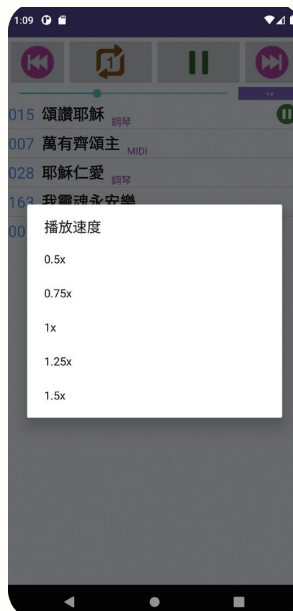 1:09
1
015 頌讚耶穌 鋼琴
007 萬有齊頌主 MIDI
028 耶穌仁愛 鋼琴
163 我靈魂永安樂
00
播放速度
0.5x
0.75x
1x
1.25x
1.5x